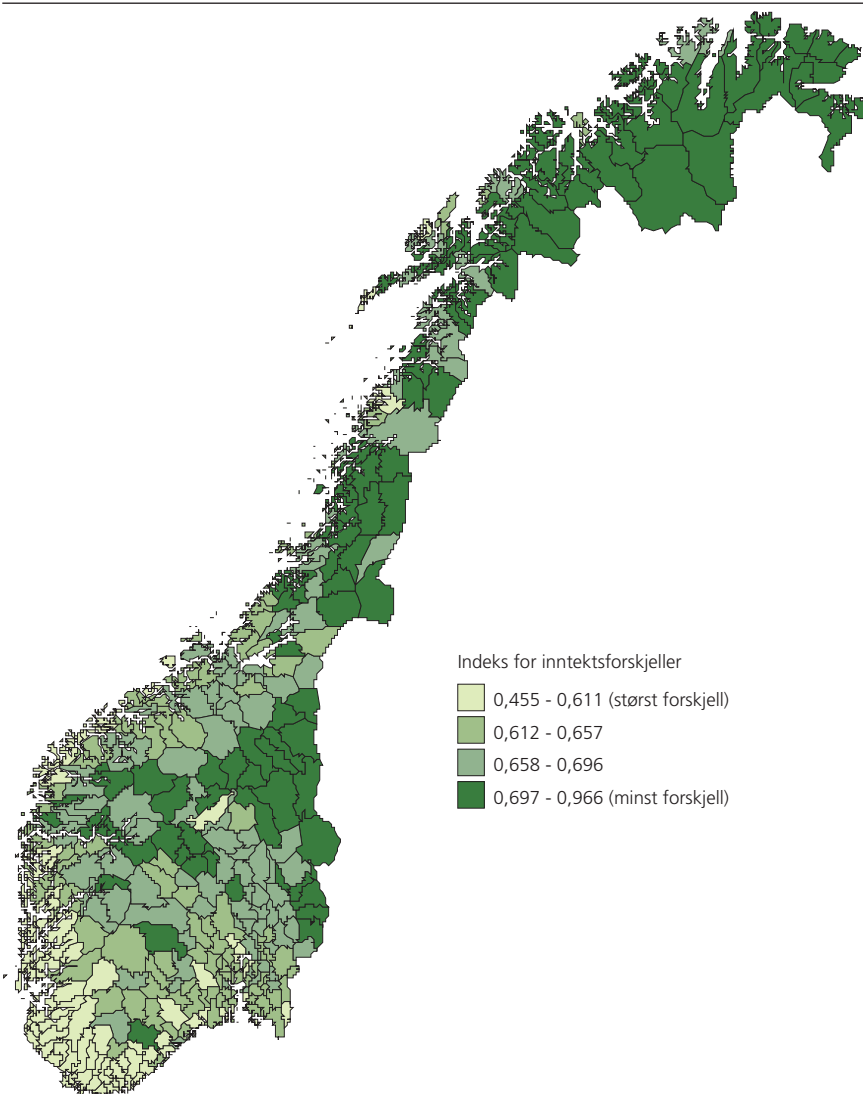 Indeks for inntektsforskjeller
0,455 - 0,611 (størst forskjell)
0,612 - 0,657
0,658 - 0,696
0,697 - 0,966 (minst forskjell)